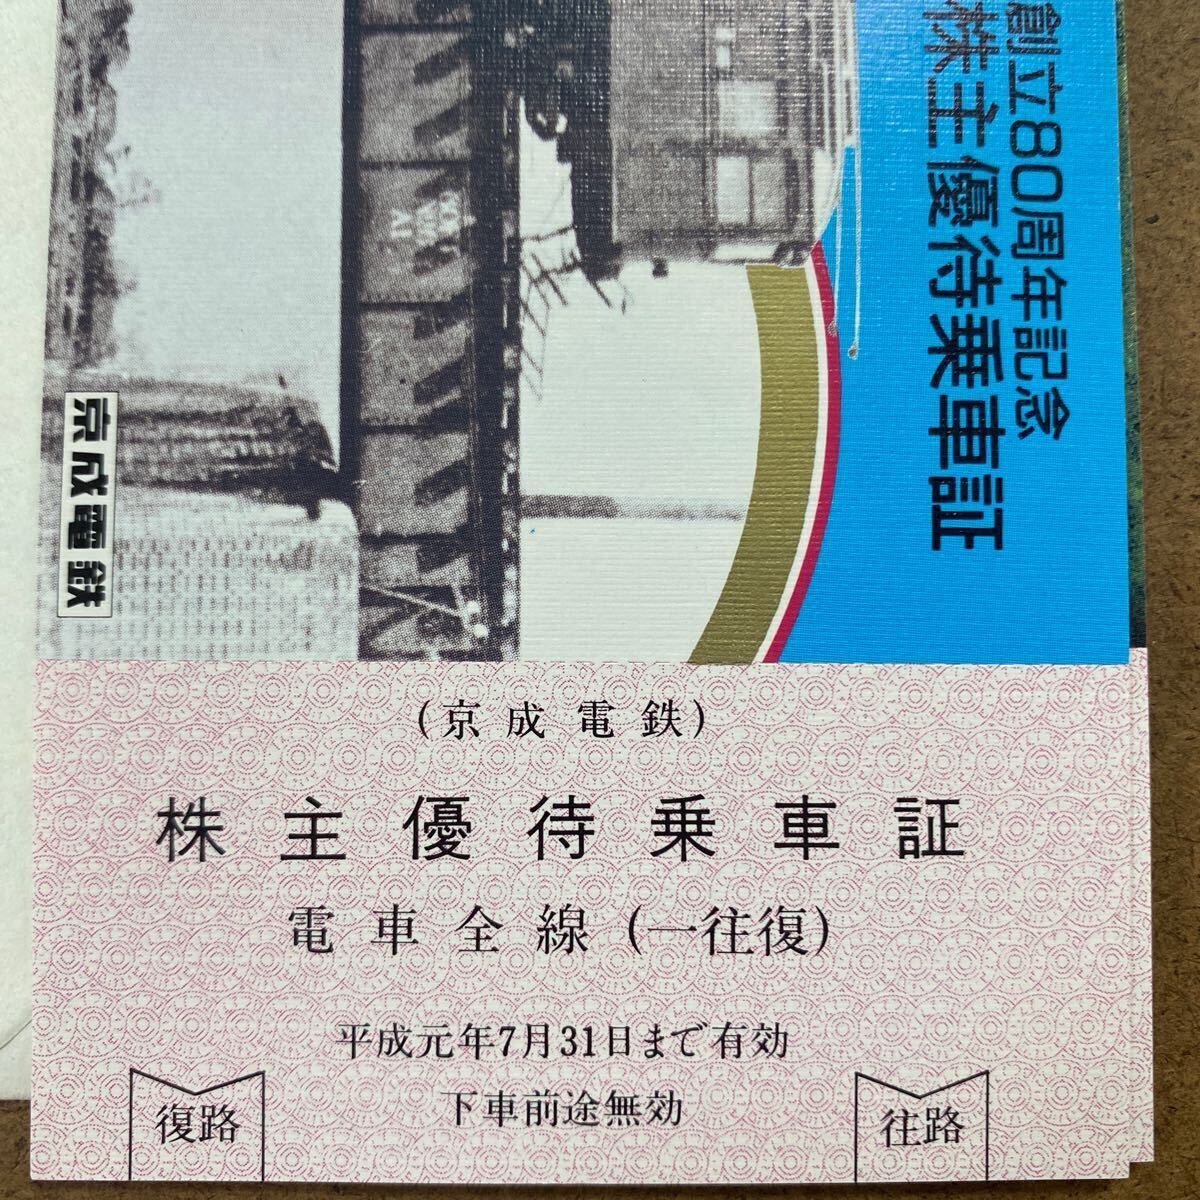 創立80周年記念
株主優待乗車証
京成電鉄
(京成電鉄)
株主優待乗車証
電車全線(一往復)
平成元年7月31日まで有効
下車前途無効
復路
往路